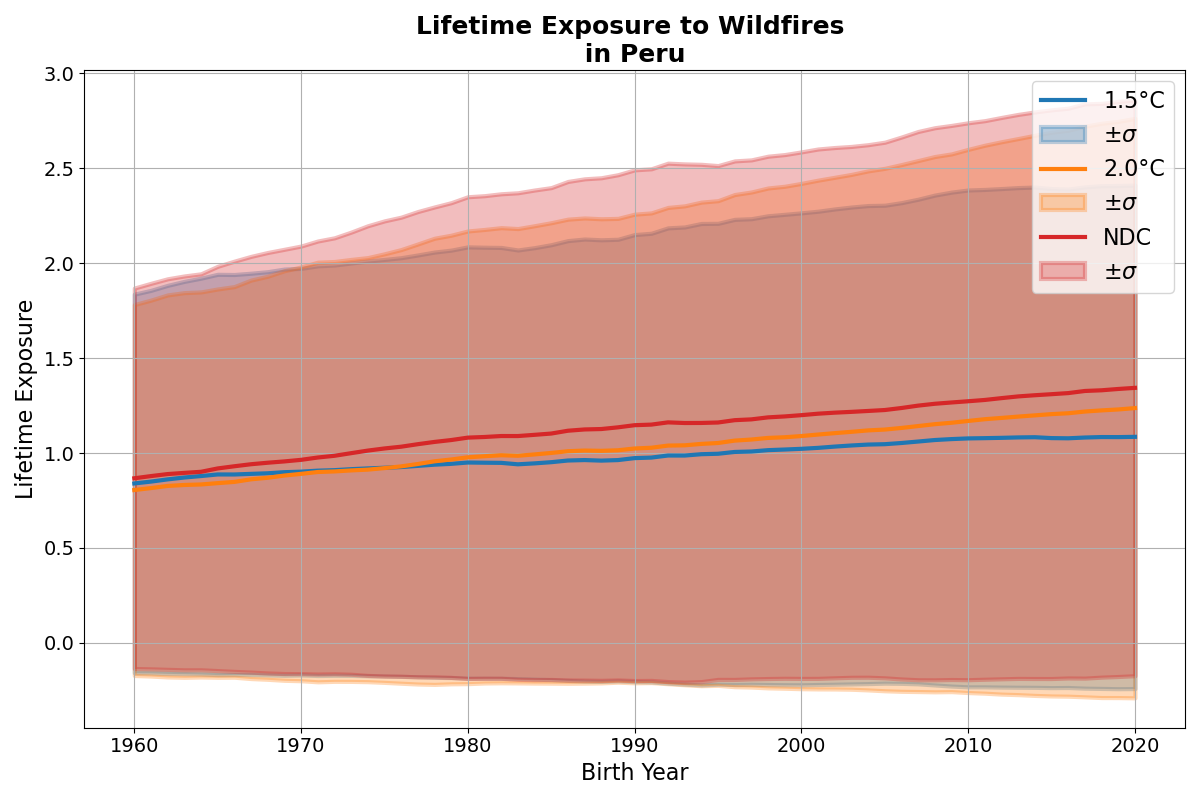 Lifetime Exposure to Wildfires
in Peru
3.0
2.5
2.0
1.5
1.0
0.5
0.0
Lifetime Exposure
1960
1970
1980
1990
2000
2010
2020
Birth Year
1.5°C
±σ
2.0°C
±σ
NDC
±σ